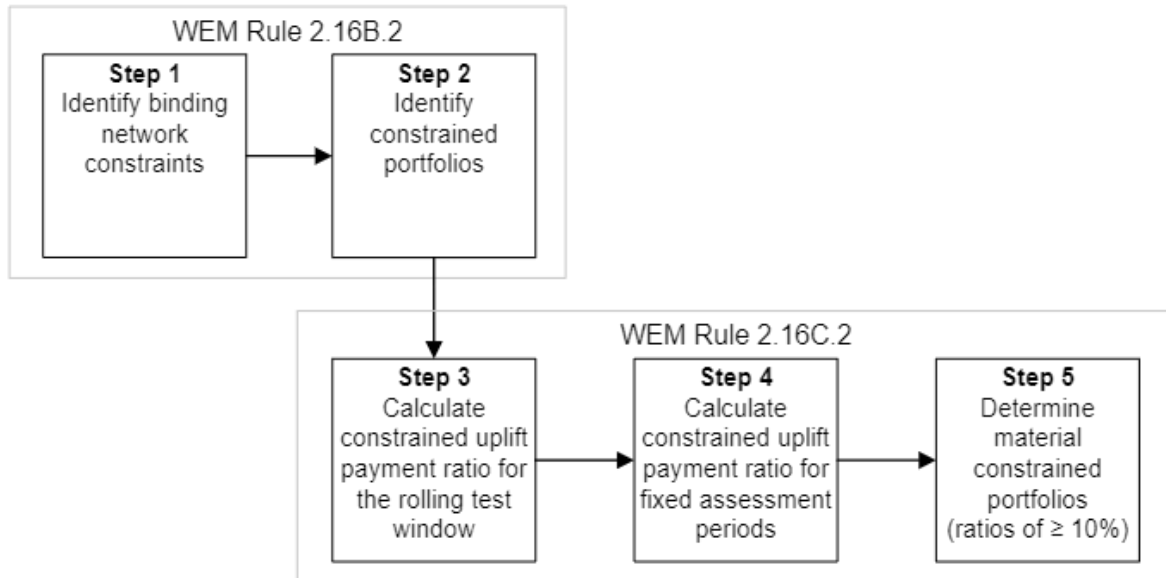 WEM Rule 2.16B.2
Step 1
Identify binding
network
constraints
Step 2
Identify
constrained
portfolios
WEM Rule 2.16C.2
Step 3
Calculate
constrained uplift
payment ratio for
the rolling test
window
Step 4
Calculate
constrained uplift
payment ratio for
fixed assessment
periods
Step 5
Determine
material
constrained
portfolios
(ratios of ≥ 10%)